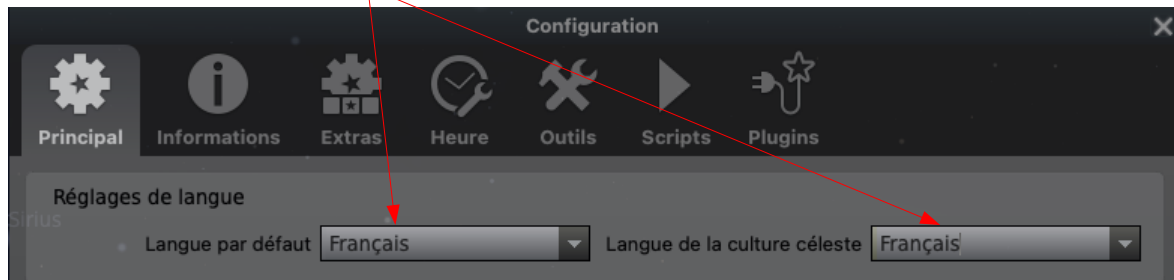 Configuration
Principal Informations Extras Heure Outils Scripts Plugins
Réglages de langue
Sirius
Langue par défaut Français Langue de la culture céleste Français